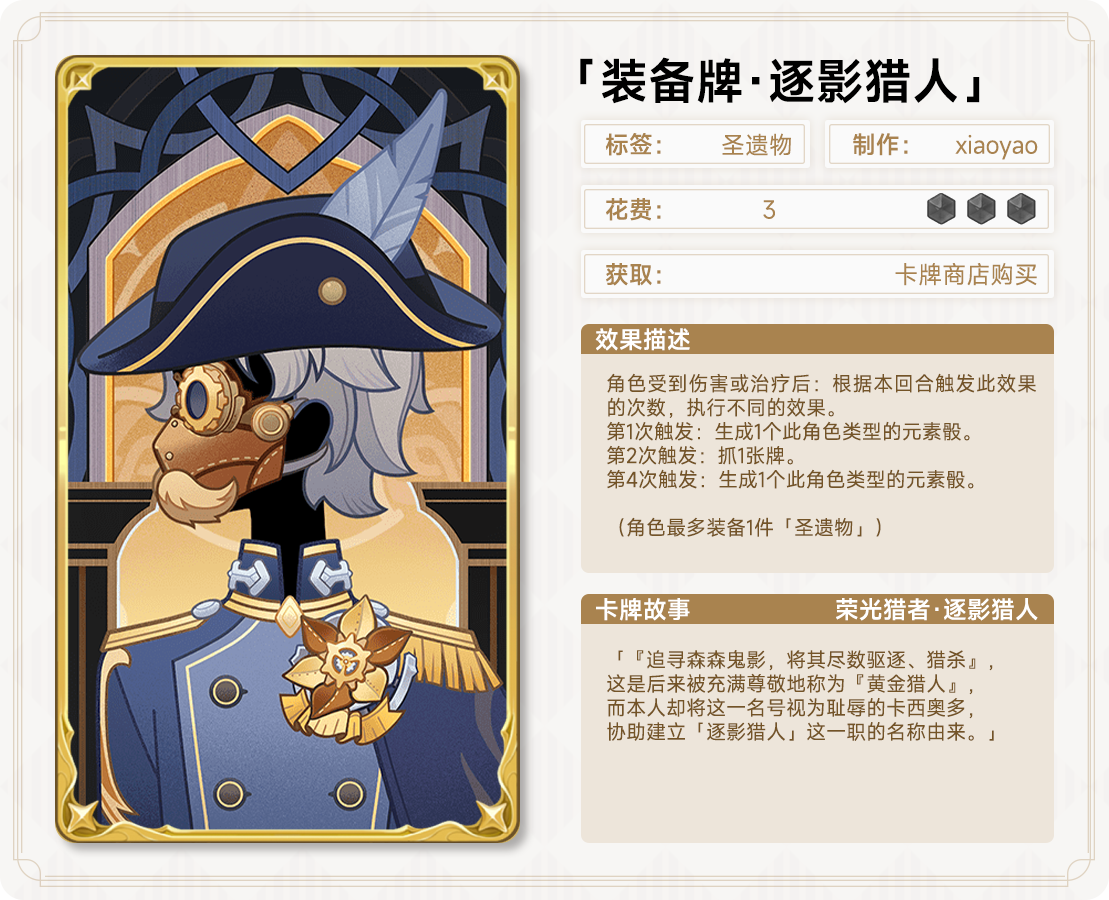 「装备牌·逐影猎人」
标签： 圣遗物
制作： xiaoyao
花费： 3
获取： 卡牌商店购买
效果描述
角色受到伤害或治疗后：根据本回合触发此效果
的次数，执行不同的效果。
第1次触发：生成1个此角色类型的元素骰。
第2次触发：抓1张牌。
第4次触发：生成1个此角色类型的元素骰。
（角色最多装备1件「圣遗物」）
卡牌故事 荣光猎者·逐影猎人
「『追寻森森鬼影，将其尽数驱逐、猎杀』，
这是后来被充满尊敬地称为『黄金猎人』，
而本人却将这一名号视为耻辱的卡西奥多，
协助建立「逐影猎人」这一职的名称由来。」